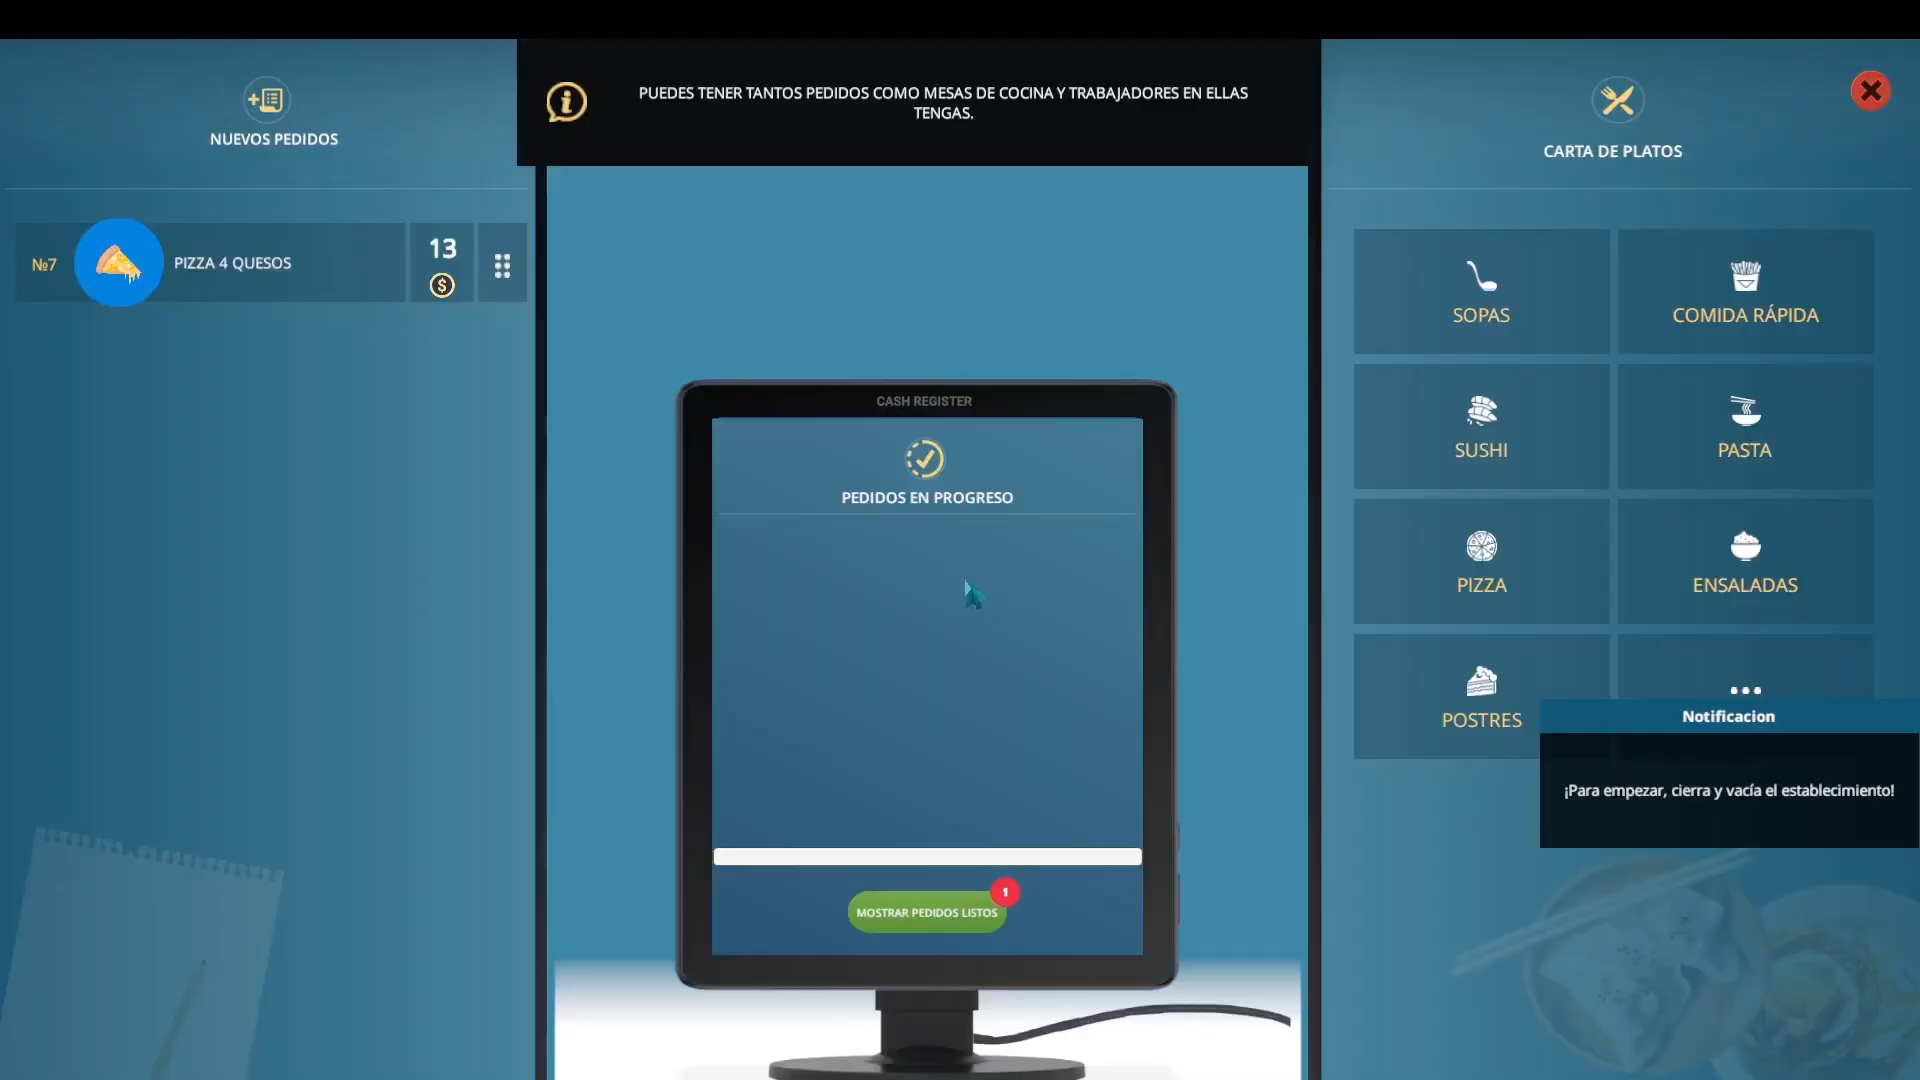 NUEVOS PEDIDOS
№7
PIZZA 4 QUESOS
13
PUEDES TENER TANTOS PEDIDOS COMO MESAS DE COCINA Y TRABAJADORES EN ELLAS
TENGAS.
CASH REGISTER
PEDIDOS EN PROGRESO
1
MOSTRAR PEDIDOS LISTOS
CARTA DE PLATOS
SOPAS
COMIDA RÁPIDA
SUSHI
PASTA
PIZZA
ENSALADAS
POSTRES
Notificacion
¡Para empezar, cierra y vacía el establecimiento!